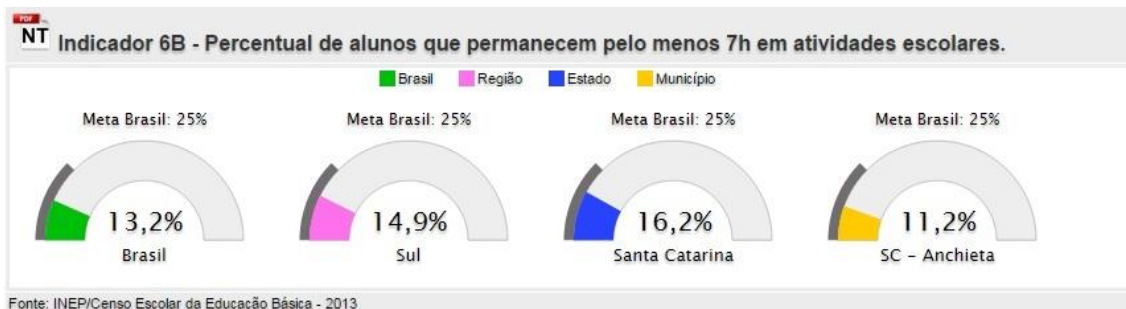 PDF
NT Indicador 6B - Percentual de alunos que permanecem pelo menos 7h em atividades escolares.
Brasil Região Estado Município
Meta Brasil: 25% Meta Brasil: 25% Meta Brasil: 25% Meta Brasil: 25%
13,2% 14,9% 16,2% 11,2%
Brasil Sul Santa Catarina SC - Anchieta
Fonte: INEP/Censo Escolar da Educação Básica - 2013